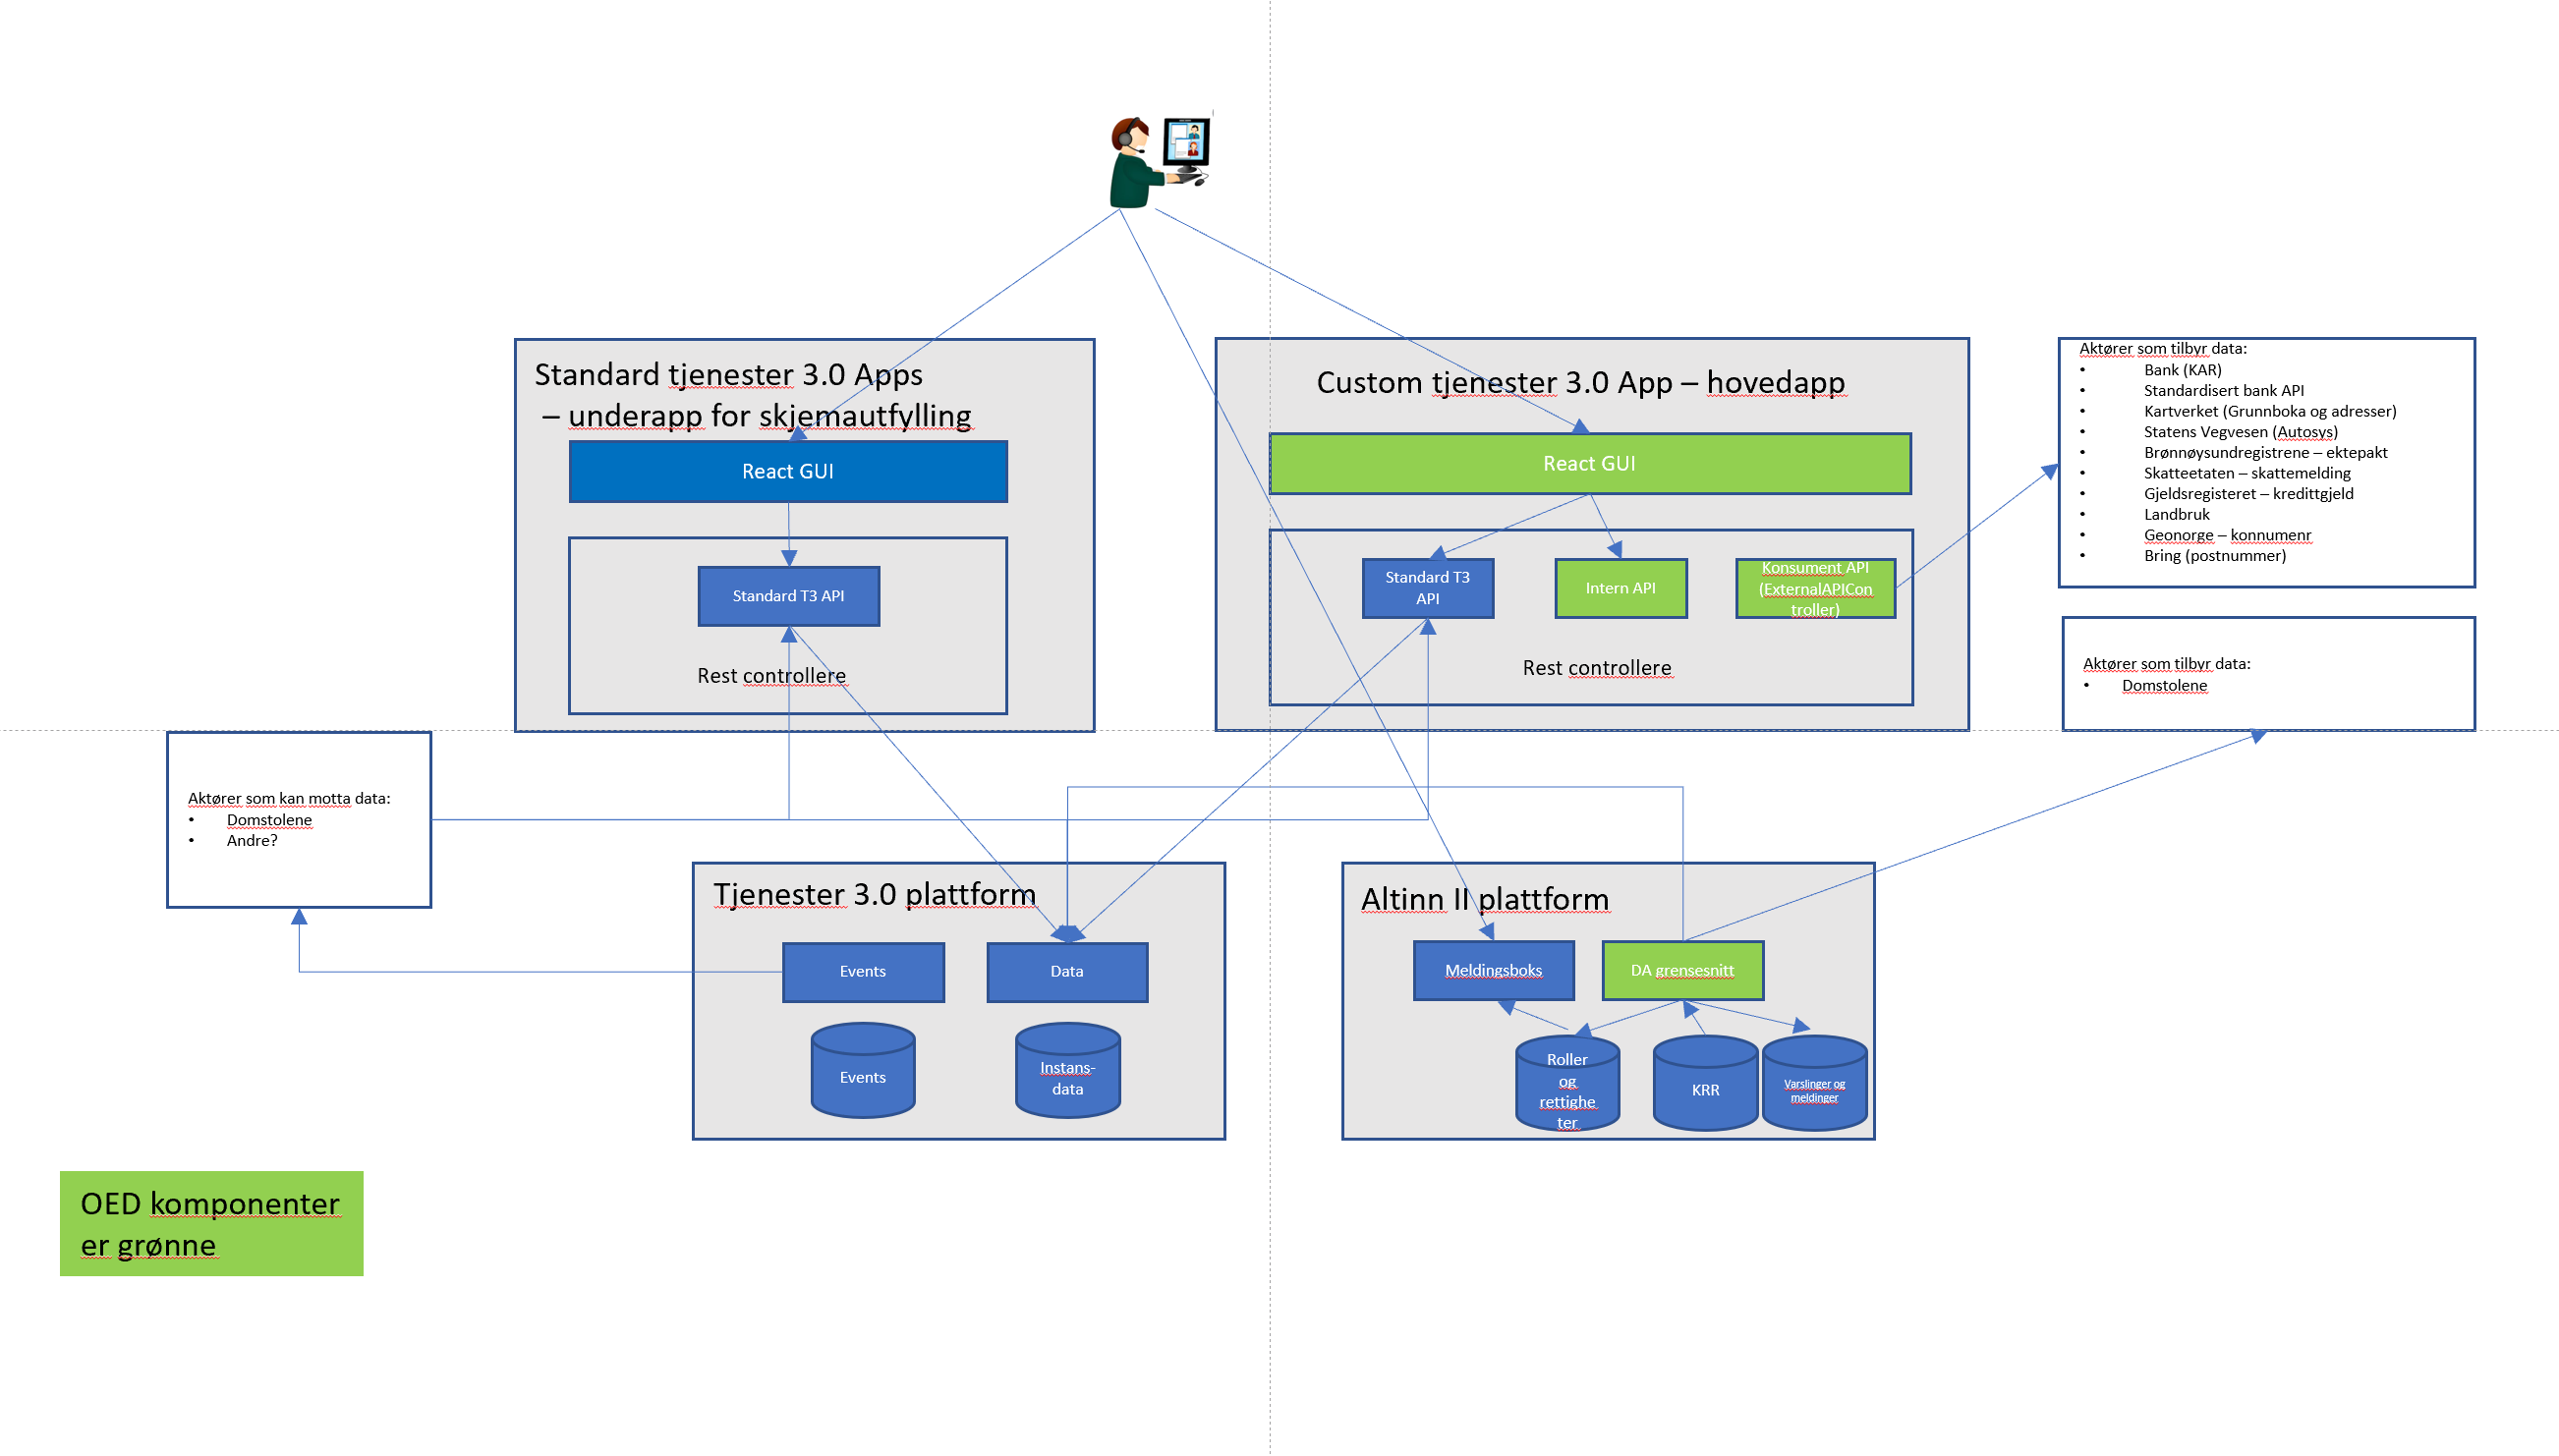 Standard tjenester 3.0 Apps
– underapp for skjemautfylling
React GUI
Standard T3 API
Rest controllere
Custom tjenester 3.0 App – hovedapp
React GUI
Standard T3
API
Intern API
Konsument API
(ExternalAPICon
troller)
Rest controllere
Aktører som tilbyr data:
• Bank (KAR)
• Standardisert bank API
• Kartverket (Grunnboka og adresser)
• Statens Vegvesen (Autosys)
• Brønnøysundregistrene – ektepakt
• Skatteetaten – skattemelding
• Gjeldsregisteret – kredittgjeld
• Landbruk
• Geonorge – konnumenr
• Bring (postnummer)
Aktører som tilbyr data:
• Domstolene
Aktører som kan motta data:
• Domstolene
• Andre?
Tjenester 3.0 plattform
Events
Data
Events
Instans-
data
Altinn II plattform
Meldingsboks
DA grensesnitt
Roller
og
rettighe
ter
KRR
Varslinger og
meldinger
OED komponenter
er grønne